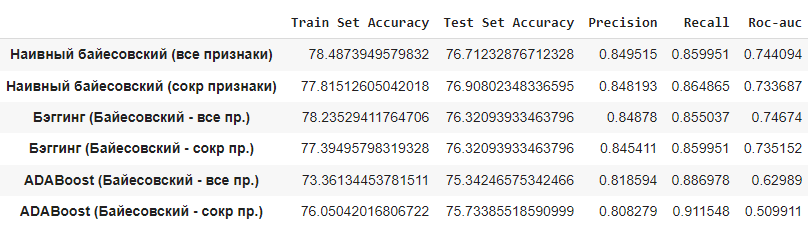 Train Set Accuracy Test Set Accuracy Precision Recall Roc-auc
Наивный байесовский (все признаки) 78.4873949579832 76.71232876712328 0.849515 0.859951 0.744094
Наивный байесовский (сокр признаки) 77.81512605042018 76.90802348336595 0.848193 0.864865 0.733687
Бэггинг (Байесовский - все пр.) 78.23529411764706 76.32093933463796 0.84878 0.855037 0.74674
Бэггинг (Байесовский - сокр пр.) 77.39495798319328 76.32093933463796 0.845411 0.859951 0.735152
ADABoost (Байесовский - все пр.) 73.36134453781511 75.34246575342466 0.818594 0.886978 0.62989
ADABoost (Байесовский - сокр пр.) 76.05042016806722 75.73385518590999 0.808279 0.911548 0.509911